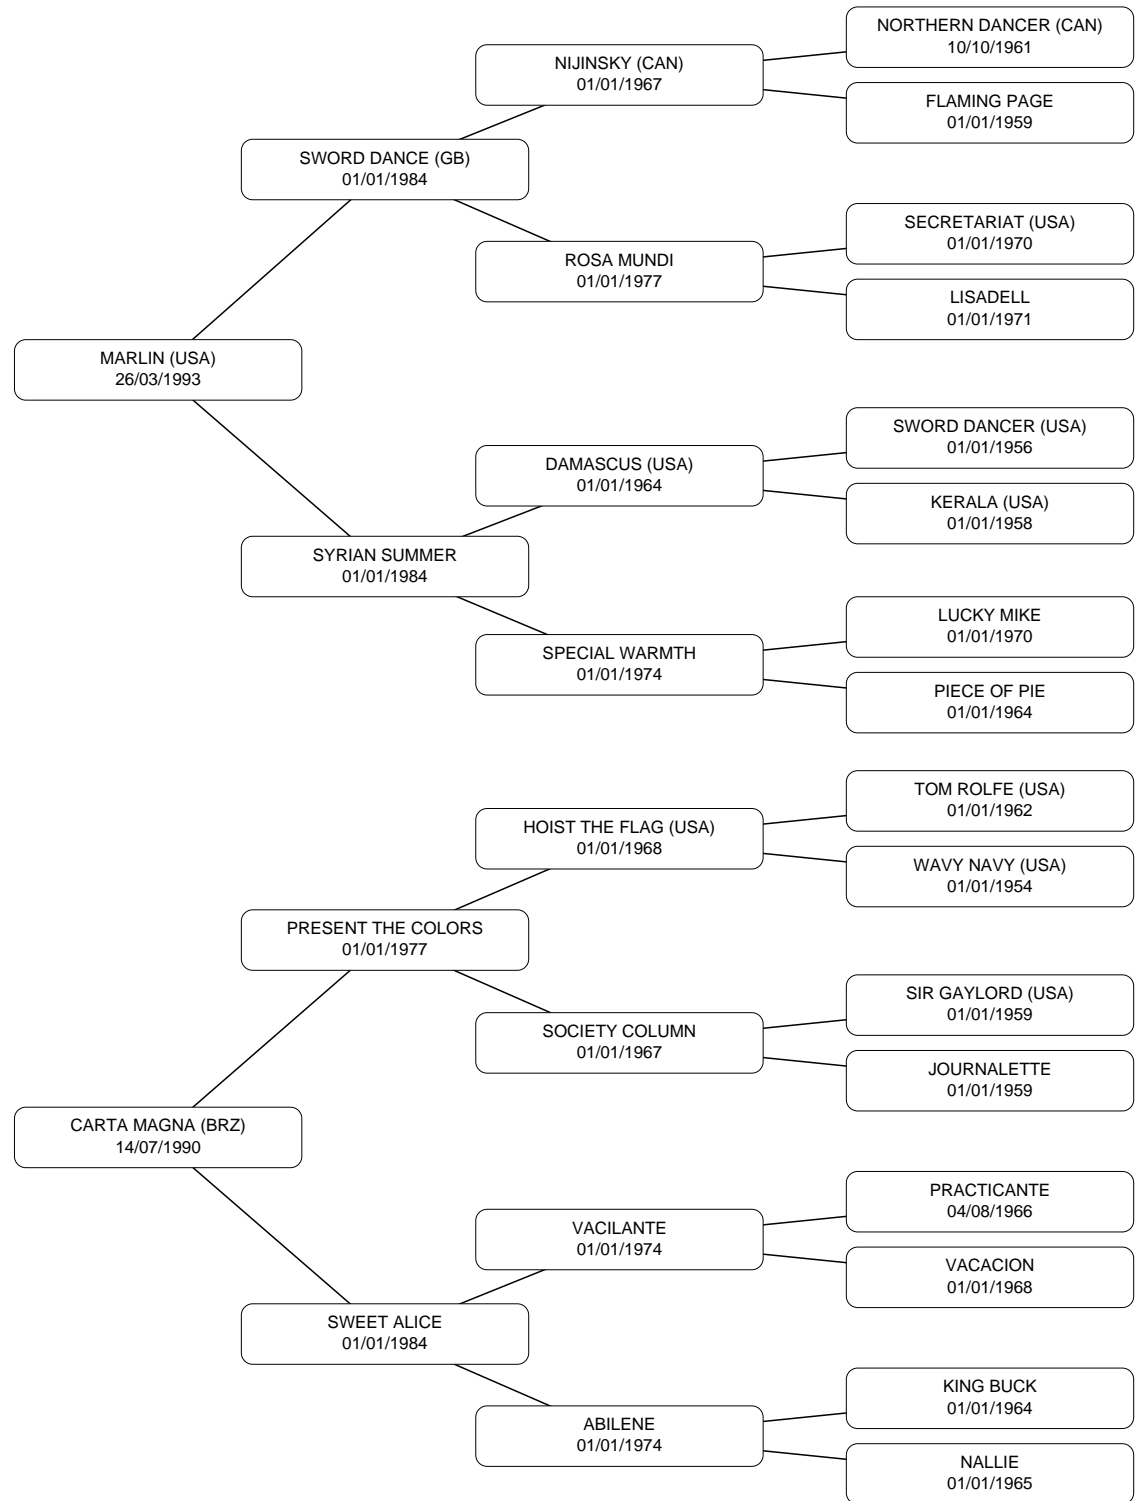 NORTHERN DANCER (CAN)
10/10/1961
NIJINSKY (CAN)
01/01/1967
FLAMING PAGE
01/01/1959
SWORD DANCE (GB)
01/01/1984
SECRETARIAT (USA)
01/01/1970
ROSA MUNDI
01/01/1977
LISADELL
01/01/1971
MARLIN (USA)
26/03/1993
SWORD DANCER (USA)
01/01/1956
DAMASCUS (USA)
01/01/1964
KERALA (USA)
01/01/1958
SYRIAN SUMMER
01/01/1984
LUCKY MIKE
01/01/1970
SPECIAL WARMTH
01/01/1974
PIECE OF PIE
01/01/1964
TOM ROLFE (USA)
01/01/1962
HOIST THE FLAG (USA)
01/01/1968
WAVY NAVY (USA)
01/01/1954
PRESENT THE COLORS
01/01/1977
SIR GAYLORD (USA)
01/01/1959
SOCIETY COLUMN
01/01/1967
JOURNALETTE
01/01/1959
CARTA MAGNA (BRZ)
14/07/1990
PRACTICANTE
04/08/1966
VACILANTE
01/01/1974
VACACION
01/01/1968
SWEET ALICE
01/01/1984
KING BUCK
01/01/1964
ABILENE
01/01/1974
NALLIE
01/01/1965